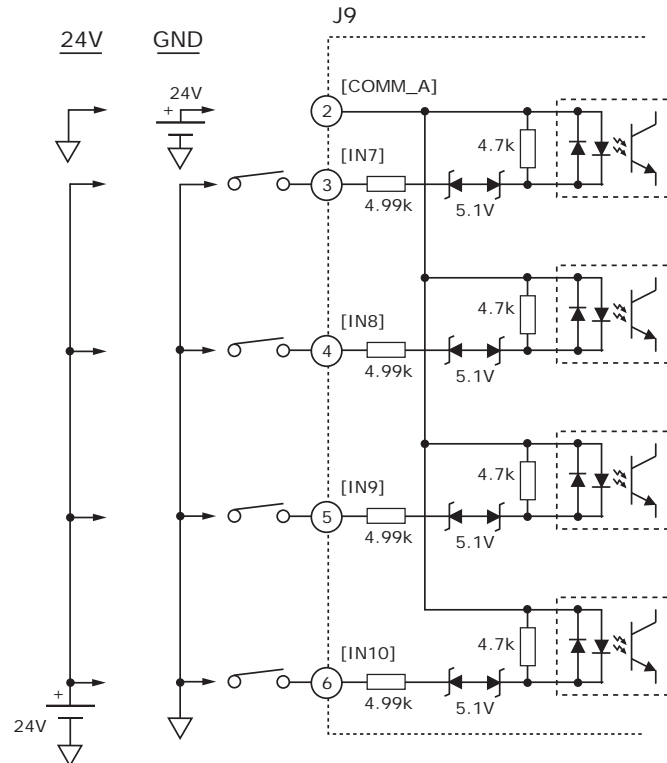 J9
24V GND
24V
+
[COMM_A]
2
4.7k
[IN7]
3
4.99k
5.1V
[IN8]
4
4.7k
4.99k
5.1V
[IN9]
5
4.7k
4.99k
5.1V
[IN10]
6
4.7k
4.99k
5.1V
+
24V